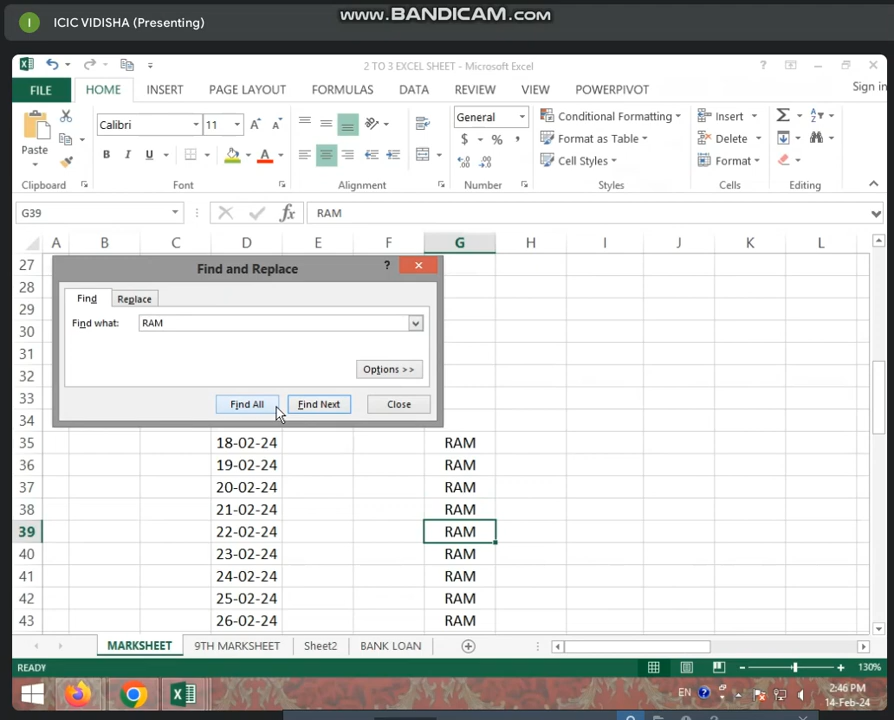 I ICIC VIDISHA (Presenting)
www.BANDICAM.com
2 TO 3 EXCEL SHEET - Microsoft Excel
FILE HOME INSERT PAGE LAYOUT FORMULAS DATA REVIEW VIEW POWERPIVOT Sign in
Calibri 11 General Conditional Formatting Insert
Paste B I U A $ % , Format as Table Delete
Cell Styles Format
Clipboard Font Alignment Number Styles Cells Editing
G39 fx RAM
A B C D E F G H I J K L
27
28
29
30
31
32
33
34
Find and Replace ?
Find Replace
Find what: RAM
Options >>
Find All Find Next Close
35 18-02-24 RAM
36 19-02-24 RAM
37 20-02-24 RAM
38 21-02-24 RAM
39 22-02-24 RAM
40 23-02-24 RAM
41 24-02-24 RAM
42 25-02-24 RAM
43 26-02-24 RAM
MARKSHEET 9TH MARKSHEET Sheet2 BANK LOAN
READY 130%
EN 2:46 PM
14-Feb-24